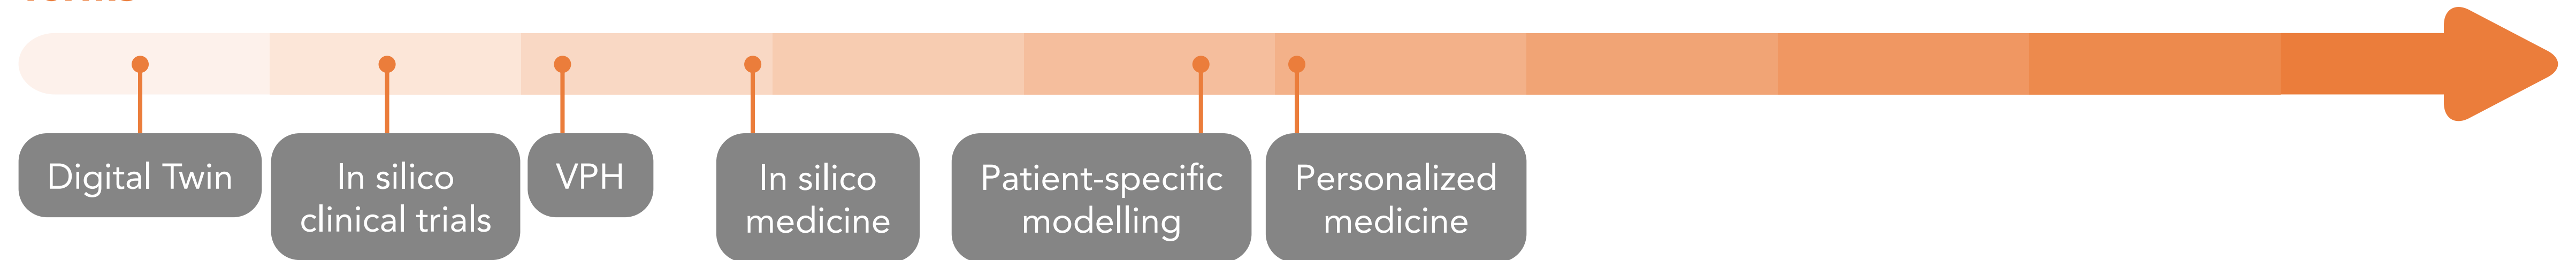 Digital Twin
In silico
clinical trials
VPH
In silico
medicine
Patient-specific
modelling
Personalized
medicine